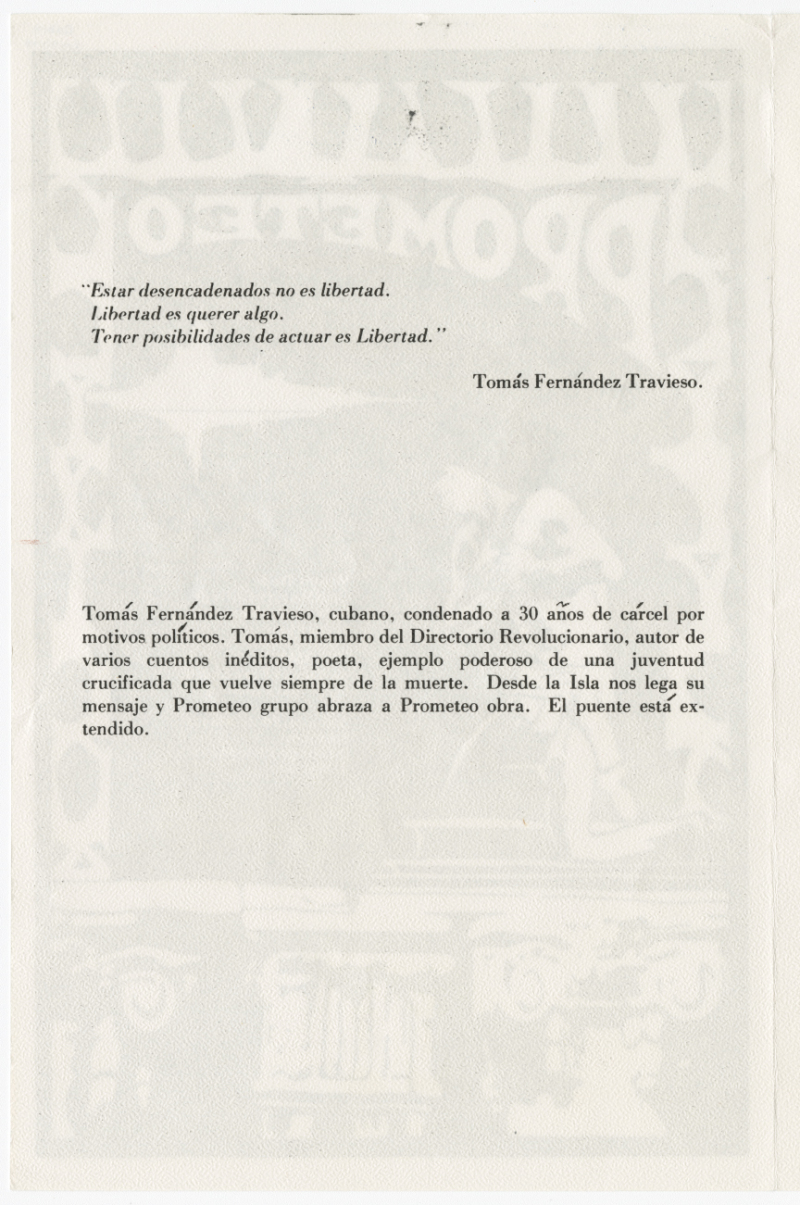 "Estar desencadenados no es libertad.
Libertad es querer algo.
Tener posibilidades de actuar es Libertad."
Tomás Fernández Travieso.
Tomás Fernández Travieso, cubano, condenado a 30 años de cárcel por
motivos políticos. Tomás, miembro del Directorio Revolucionario, autor de
varios cuentos inéditos, poeta, ejemplo poderoso de una juventud
crucificada que vuelve siempre de la muerte. Desde la Isla nos lega su
mensaje y Prometeo grupo abraza a Prometeo obra. El puente está ex-
tendido.